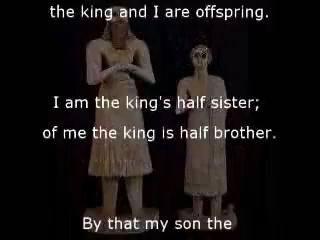 the king and I are offspring.
I am the king's half sister;
of me the king is half brother.
By that my son the